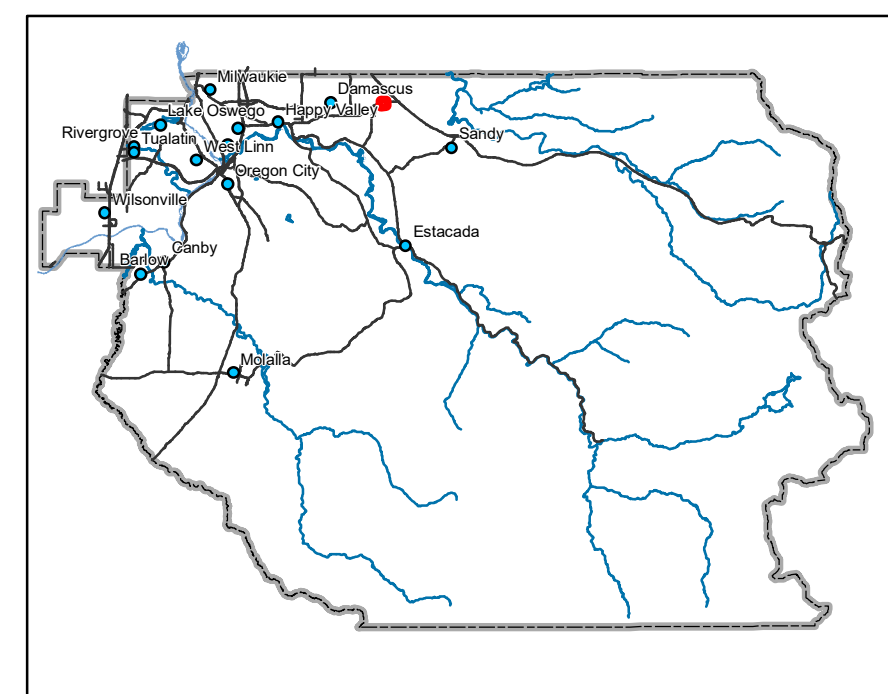 Milwaukie
Damascus
Lake Oswego
Happy Valley
Rivergrove
Tualatin
West Linn
Sandy
Oregon City
Wilsonville
Estacada
Canby
Barlow
Molalla